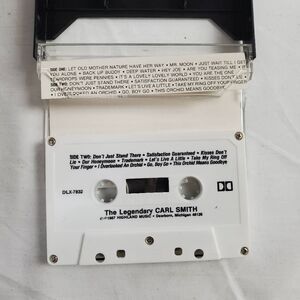 SIDE ONE: LET OLD MOTHER NATURE HAVE HER WAY • MR. MOON • JUST WAIT TILL I GET
YOU ALONE • BACK UP BUDDY • DEEP WATER • HEY JOE • ARE YOU TEASING ME • IF
TEARDROPS WERE PENNIES • IT'S A LOVELY LOVELY WORLD • YOU ARE THE ONE
SIDE TWO: DON'T JUST STAND THERE • SATISFACTION GUARANTEED • KISSES DON'T LIE
OUR HONEYMOON • TRADEMARK • LET'S LIVE A LITTLE • TAKE MY RING OFF YOUR FINGER
I OVERLOOKED AN ORCHID • GO, BOY GO • THIS ORCHID MEANS GOODBYE
SIDE TWO: Don't Just Stand There • Satisfaction Guaranteed • Kisses Don't
Lie • Our Honeymoon • Trademark • Let's Live A Little • Take My Ring Off
Your Finger • I Overlooked An Orchid • Go, Boy Go • This Orchid Means Goodbye
DLX-7832
The Legendary CARL SMITH
©℗1987 HIGHLAND MUSIC • Dearborn, Michigan 48126